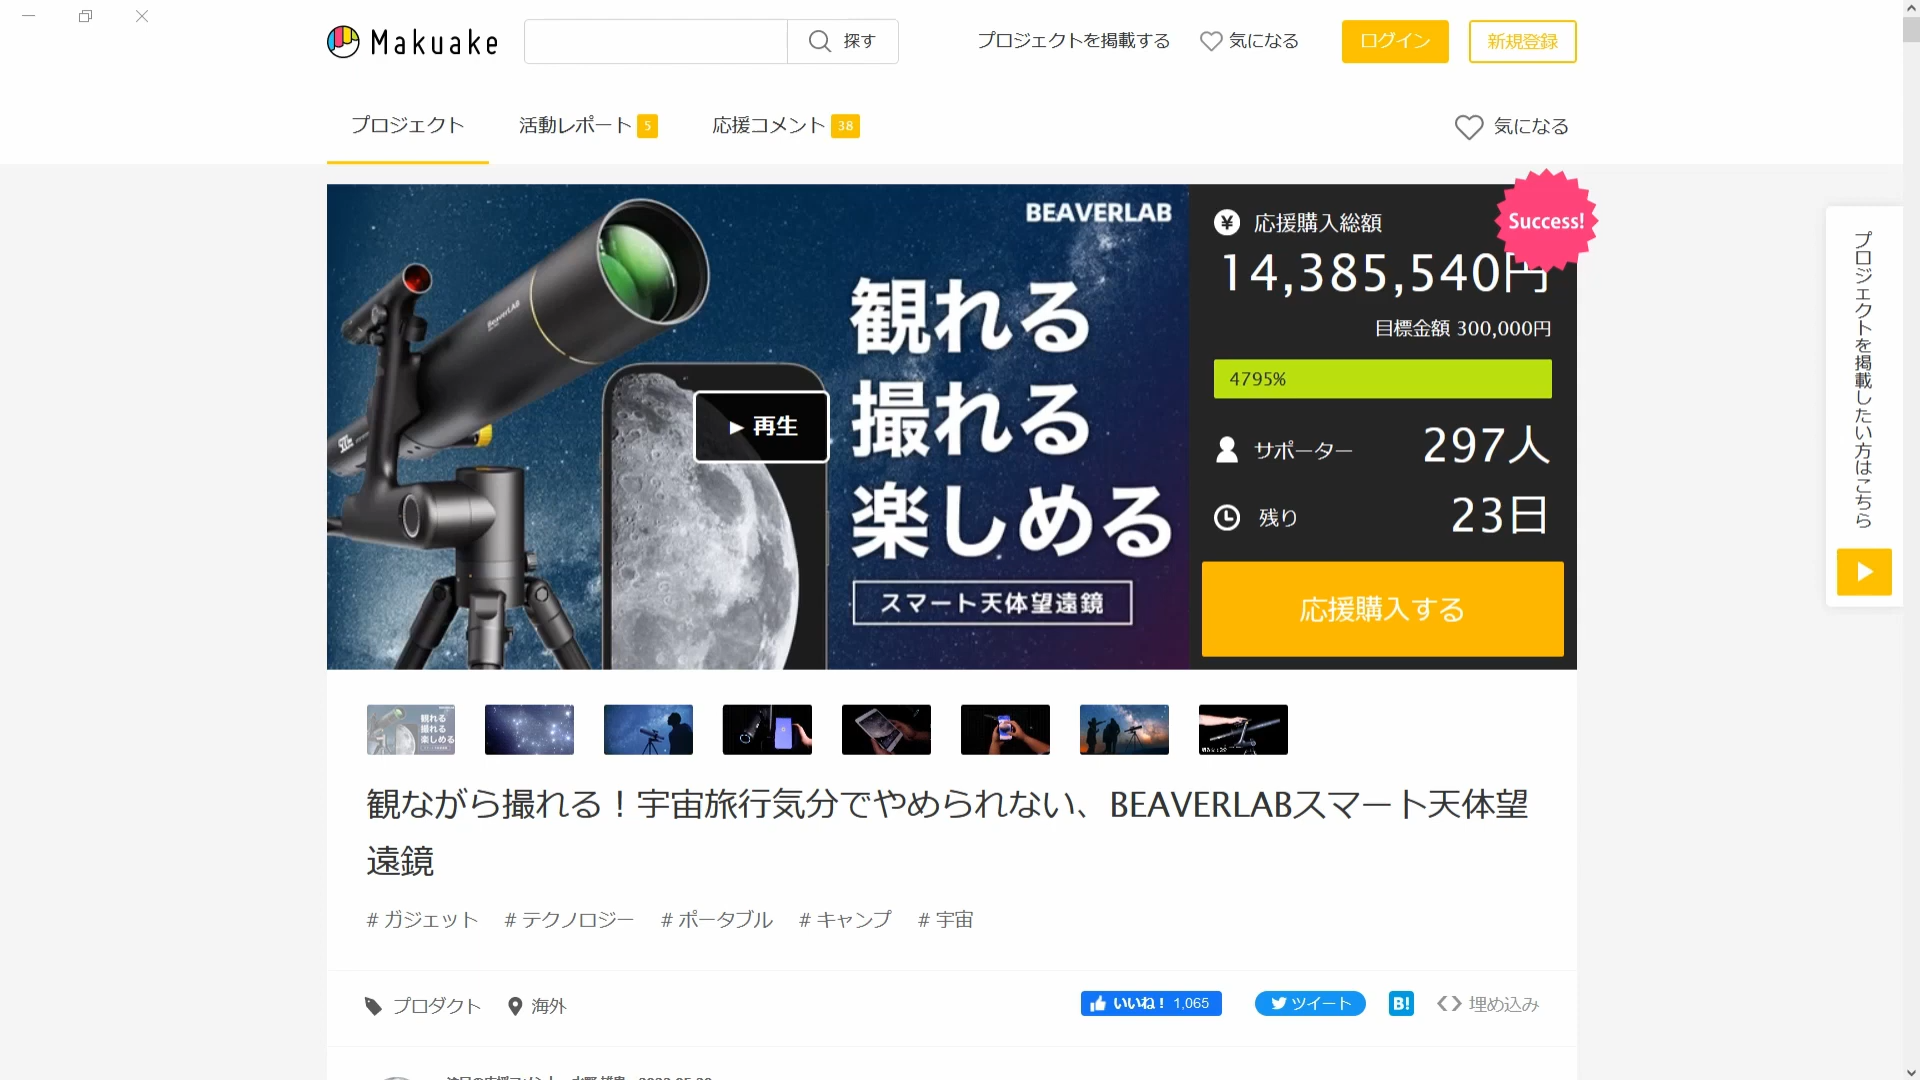 Makuake
探す
プロジェクトを掲載する
気になる
ログイン
新規登録
プロジェクト
活動レポート 5
応援コメント 38
気になる
BEAVERLAB
観れる
撮れる
楽しめる
スマート天体望遠鏡
BeaverLAB
▶ 再生
Success!
¥ 応援購入総額
14,385,540円
目標金額 300,000円
4795%
サポーター 297人
残り 23日
応援購入する
プロジェクトを掲載したい方はこちら
観ながら撮れる！宇宙旅行気分でやめられない、BEAVERLABスマート天体望
遠鏡
# ガジェット # テクノロジー # ポータブル # キャンプ # 宇宙
プロダクト 海外
いいね！ 1,065
ツイート
B!
埋め込み